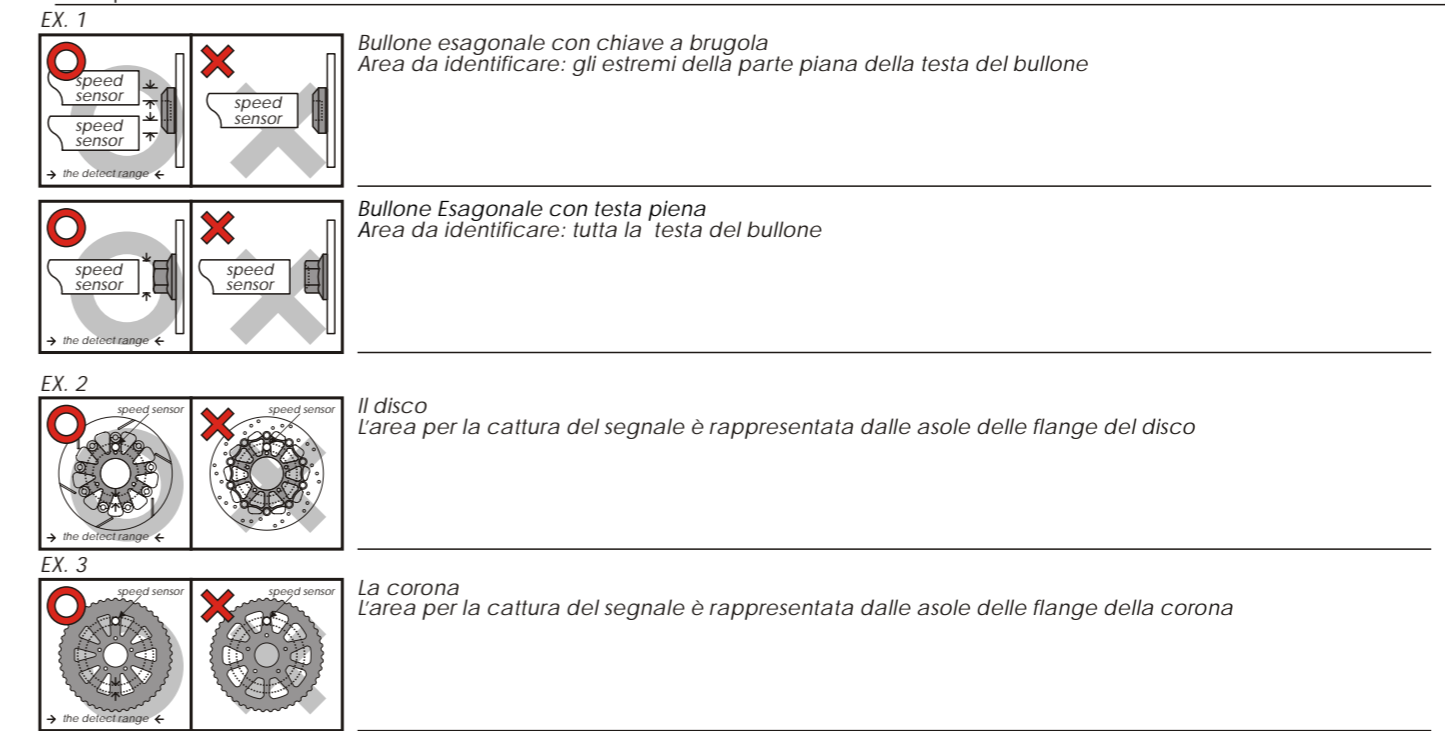 EX. 1
speed
sensor
speed
sensor
→ the detect range ←
speed
sensor
Bullone esagonale con chiave a brugola
Area da identificare: gli estremi della parte piana della testa del bullone
speed
sensor
→ the detect range ←
speed
sensor
Bullone Esagonale con testa piena
Area da identificare: tutta la testa del bullone
EX. 2
speed sensor
→ the detect range ←
speed sensor
Il disco
L'area per la cattura del segnale è rappresentata dalle asole delle flange del disco
EX. 3
speed sensor
→ the detect range ←
speed sensor
La corona
L'area per la cattura del segnale è rappresentata dalle asole delle flange della corona